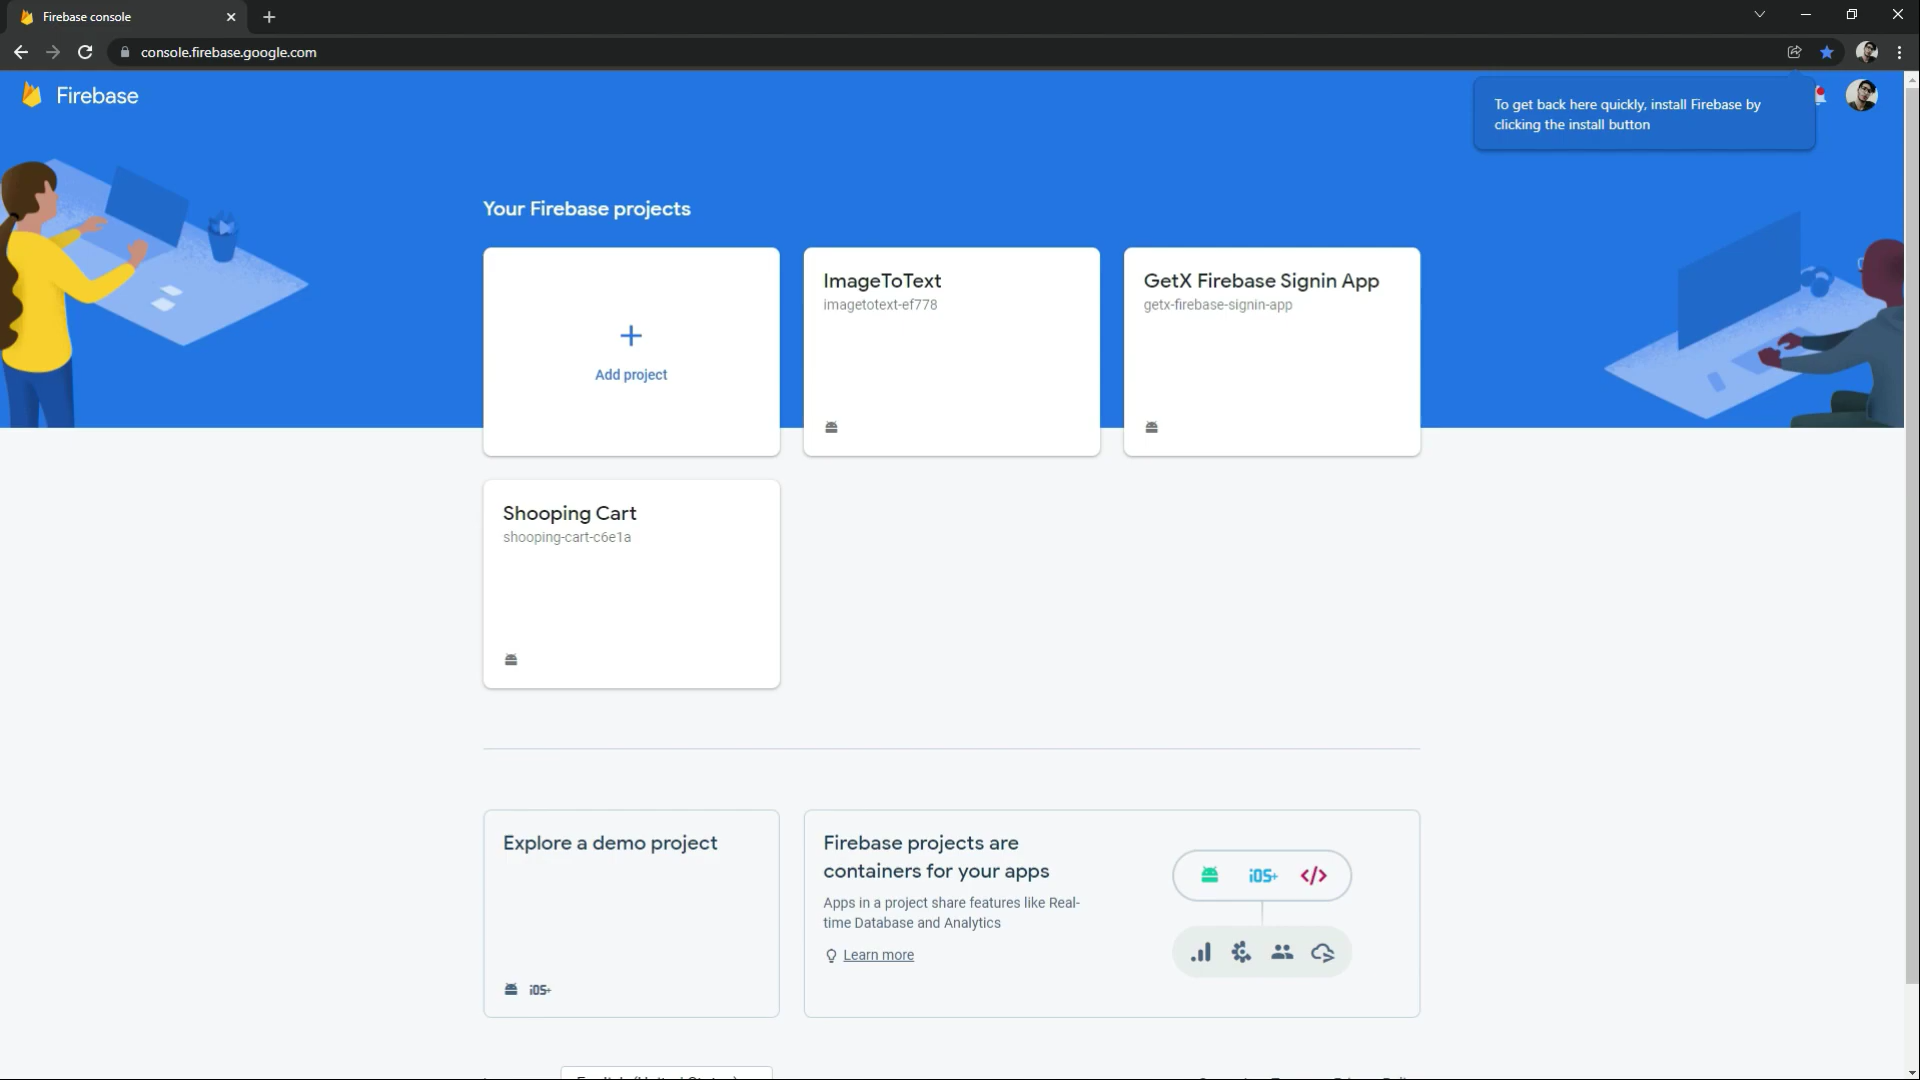 Firebase console
console.firebase.google.com
Firebase
To get back here quickly, install Firebase by
clicking the install button
Your Firebase projects
Add project
ImageToText
imagetotext-ef778
GetX Firebase Signin App
getx-firebase-signin-app
Shooping Cart
shooping-cart-c6e1a
Explore a demo project
iOS+
Firebase projects are
containers for your apps
Apps in a project share features like Real-
time Database and Analytics
Learn more
iOS+